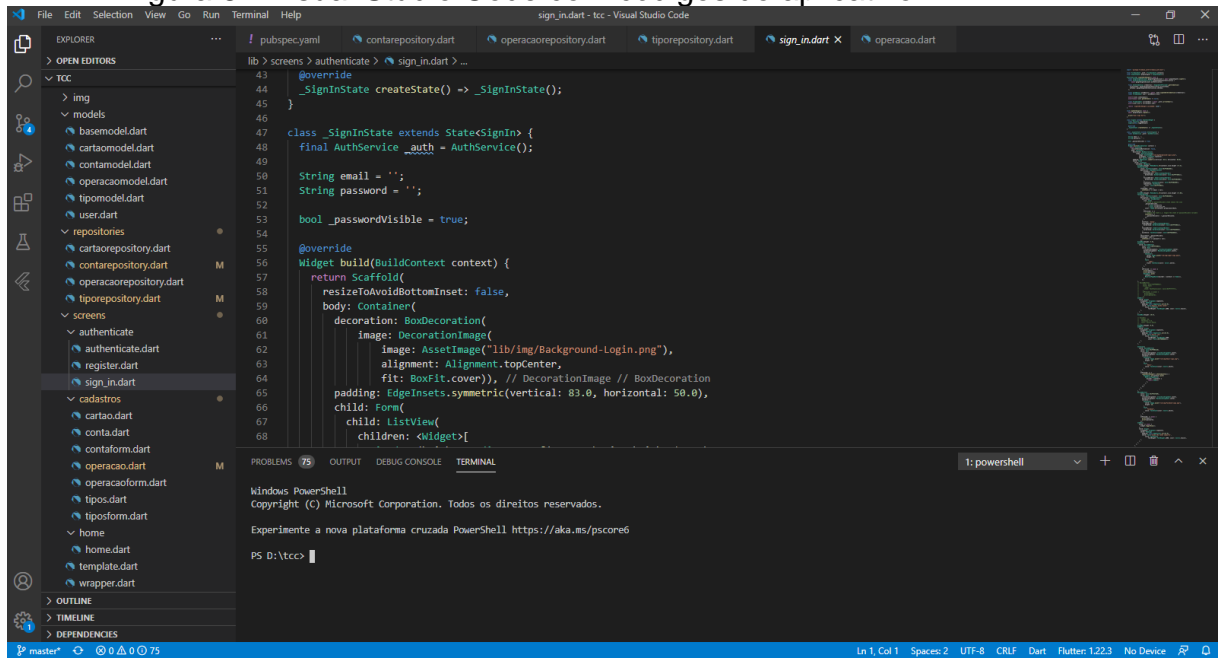 File Edit Selection View Go Run Terminal Help
sign_in.dart - tcc - Visual Studio Code
EXPLORER
OPEN EDITORS
TCC
img
models
basemodel.dart
cartaomodel.dart
contamodel.dart
operacaomodel.dart
tipomodel.dart
user.dart
repositories
cartaorepository.dart
contarepository.dart M
operacaorepository.dart
tiporepository.dart M
screens
authenticate
authenticate.dart
register.dart
sign_in.dart
cadastros
cartao.dart
conta.dart
contaform.dart
operacao.dart M
operacaoform.dart
tipos.dart
tiposform.dart
home
home.dart
template.dart
wrapper.dart
OUTLINE
TIMELINE
DEPENDENCIES
4
1
! pubspec.yaml contarepository.dart operacaorepository.dart tiporepository.dart sign_in.dart operacao.dart
lib > screens > authenticate > sign_in.dart > ...
43 @override
44 _SignInState createState() => _SignInState();
45 }
46
47 class _SignInState extends State<SignIn> {
48 final AuthService _auth = AuthService();
49
50 String email = '';
51 String password = '';
52
53 bool _passwordVisible = true;
54
55 @override
56 Widget build(BuildContext context) {
57 return Scaffold(
58 resizeToAvoidBottomInset: false,
59 body: Container(
60 decoration: BoxDecoration(
61 image: DecorationImage(
62 image: AssetImage("lib/img/Background-Login.png"),
63 alignment: Alignment.topCenter,
64 fit: BoxFit.cover)), // DecorationImage // BoxDecoration
65 padding: EdgeInsets.symmetric(vertical: 83.0, horizontal: 50.0),
66 child: Form(
67 child: ListView(
68 children: <Widget>[
PROBLEMS 75 OUTPUT DEBUG CONSOLE TERMINAL
1: powershell
Windows PowerShell
Copyright (C) Microsoft Corporation. Todos os direitos reservados.
Experimente a nova plataforma cruzada PowerShell https://aka.ms/pscore6
PS D:\tcc>
master* 0 0 75
Ln 1, Col 1 Spaces: 2 UTF-8 CRLF Dart Flutter: 1.22.3 No Device